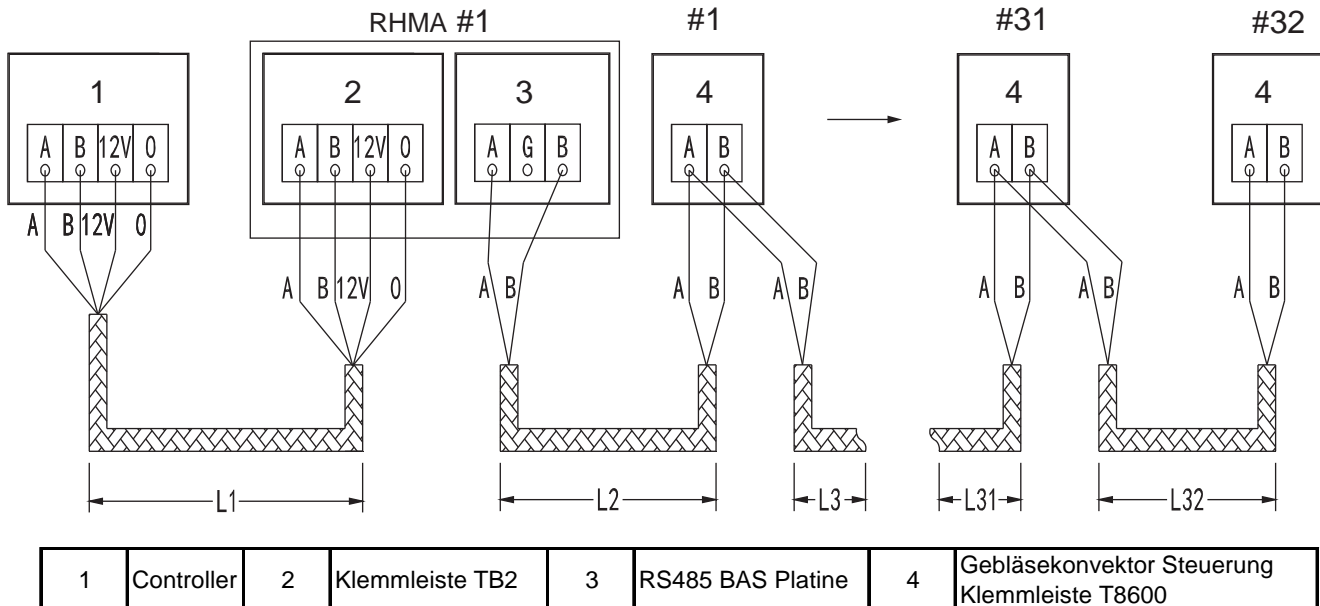 RHMA #1 #1 #31 #32
1 2 3 4 4 4
A B 12V 0 A B 12V 0 A G B A B A B A B
A B 12V 0
A B 12V 0 A B A B A B A B A B A B
L1 L2 L3 L31 L32
1 Controller 2 Klemmleiste TB2 3 RS485 BAS Platine 4 Gebläsekonvektor Steuerung
Klemmleiste T8600